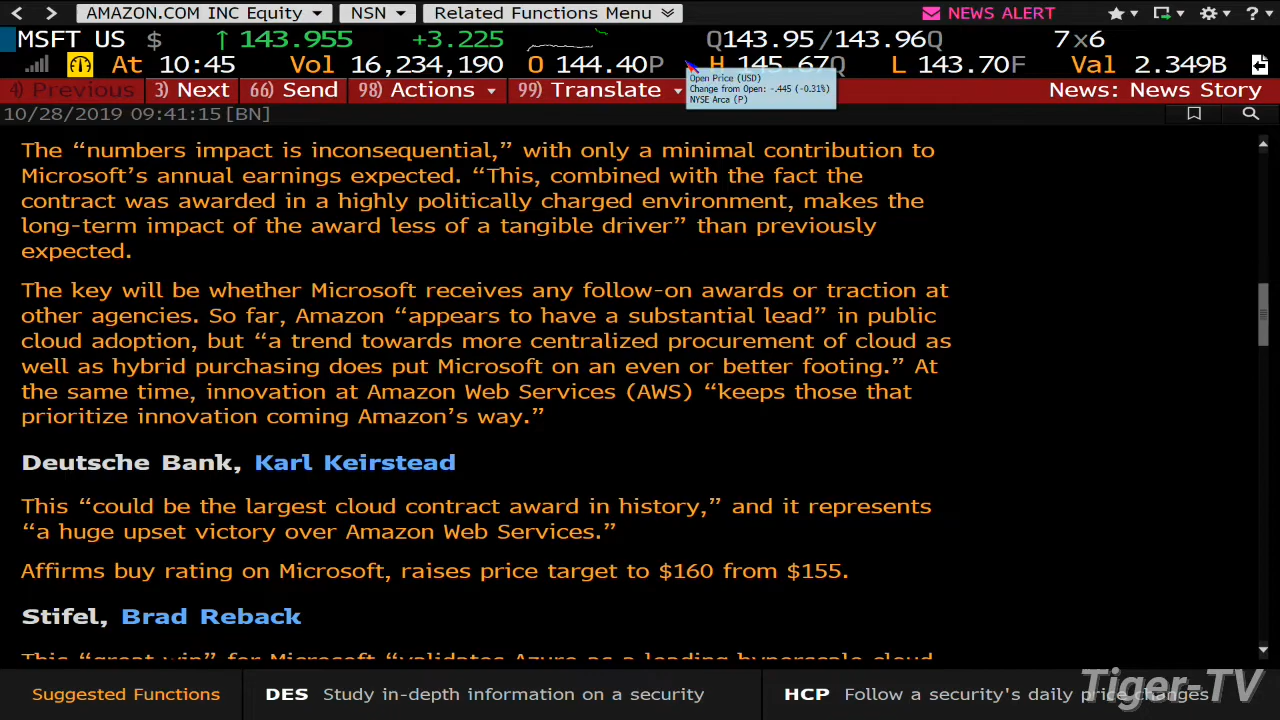 AMAZON.COM INC Equity NSN Related Functions Menu NEWS ALERT ?
MSFT US $ ↑ 143.955 +3.225 Q143.95/143.96Q 7×6
At 10:45 Vol 16,234,190 O 144.40P H 145.67Q L 143.70F Val 2.349B
Open Price (USD)
Change from Open: -.445 (-0.31%)
NYSE Arca (P)
4) Previous 3) Next 66) Send 98) Actions 99) Translate News: News Story
10/28/2019 09:41:15 [BN]
The “numbers impact is inconsequential,” with only a minimal contribution to
Microsoft’s annual earnings expected. “This, combined with the fact the
contract was awarded in a highly politically charged environment, makes the
long-term impact of the award less of a tangible driver” than previously
expected.
The key will be whether Microsoft receives any follow-on awards or traction at
other agencies. So far, Amazon “appears to have a substantial lead” in public
cloud adoption, but “a trend towards more centralized procurement of cloud as
well as hybrid purchasing does put Microsoft on an even or better footing.” At
the same time, innovation at Amazon Web Services (AWS) “keeps those that
prioritize innovation coming Amazon’s way.”
Deutsche Bank, Karl Keirstead
This “could be the largest cloud contract award in history,” and it represents
“a huge upset victory over Amazon Web Services.”
Affirms buy rating on Microsoft, raises price target to $160 from $155.
Stifel, Brad Reback
This “great win” for Microsoft “validates Azure as a leading hyperscale cloud
Suggested Functions DES Study in-depth information on a security HCP Follow a security's daily price changes
Tiger-TV